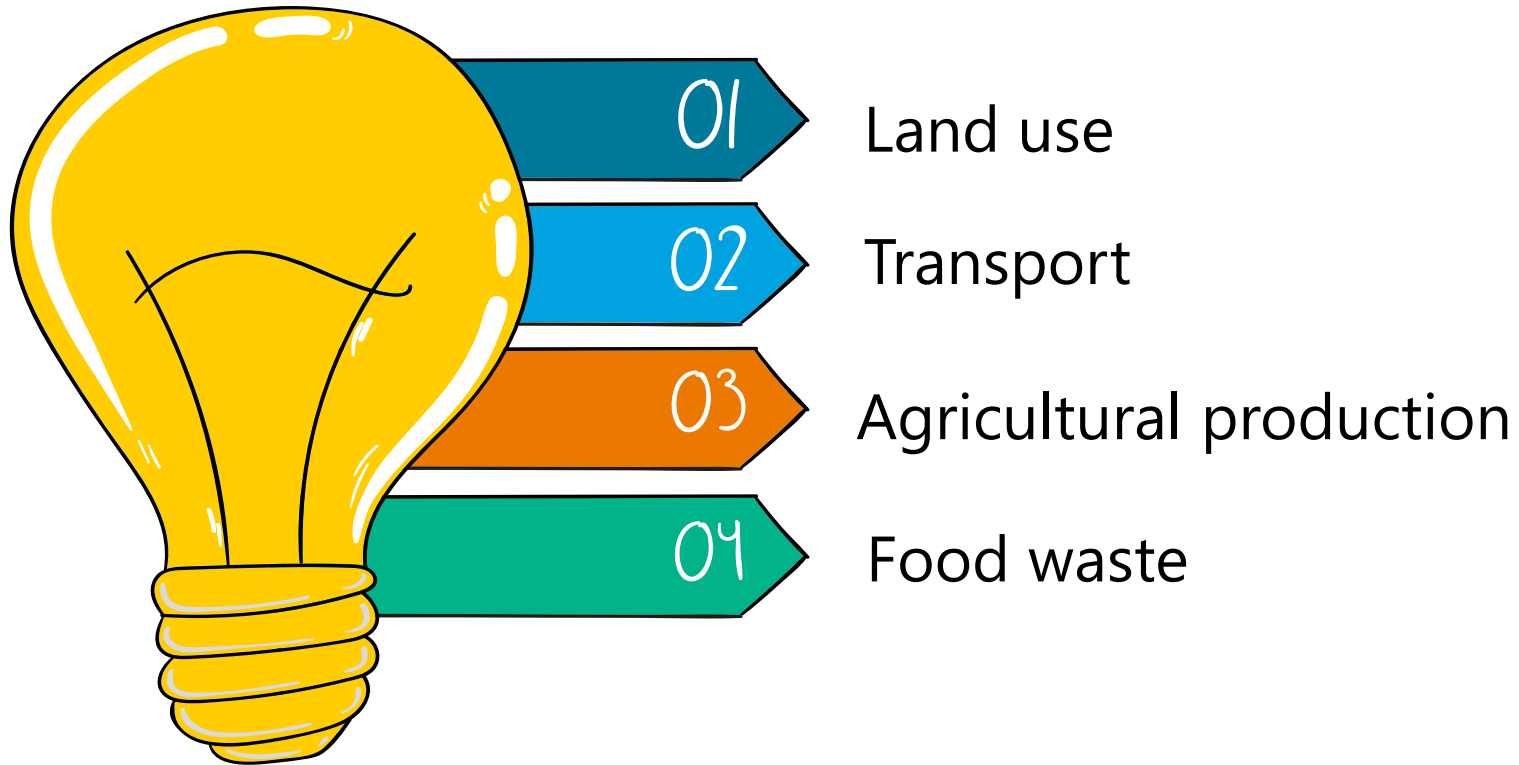 01
Land use
02
Transport
03
Agricultural production
04
Food waste